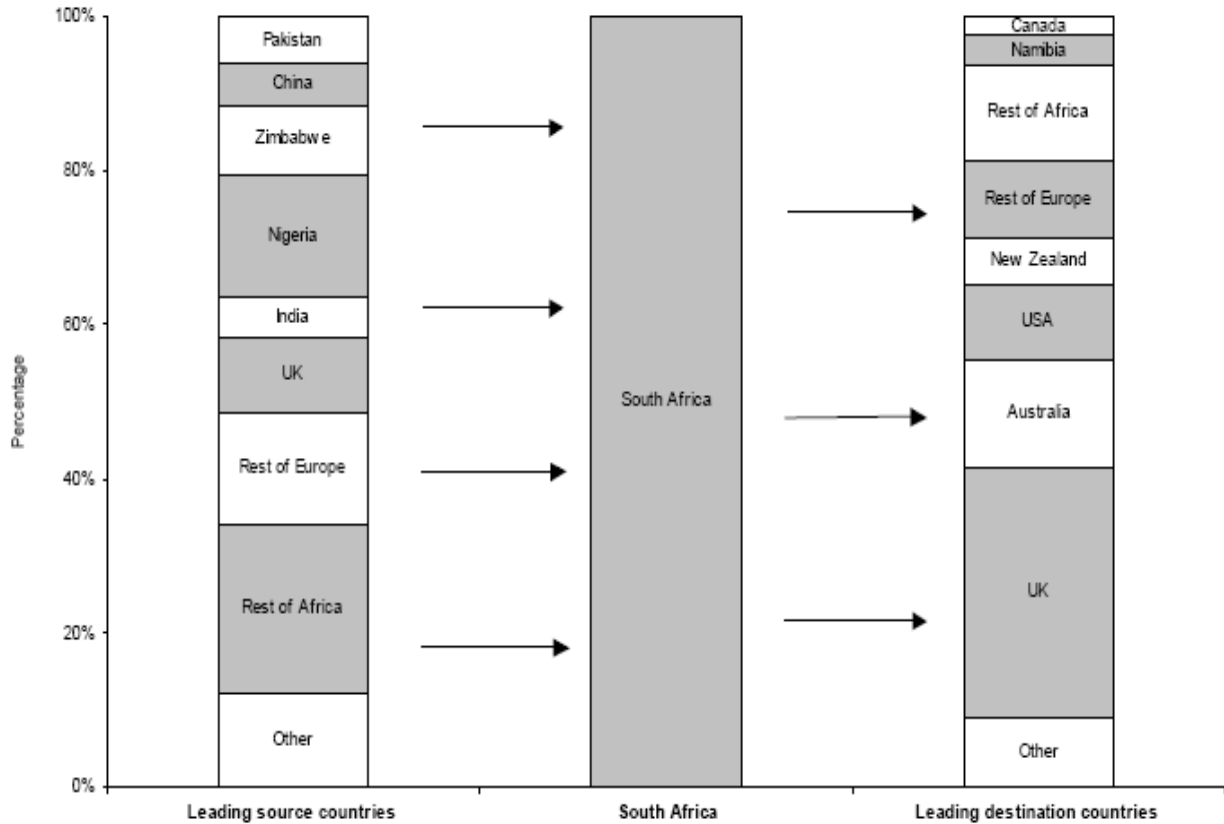 100%
80%
60%
40%
20%
0%
Percentage
Pakistan
China
Zimbabwe
Nigeria
India
UK
Rest of Europe
Rest of Africa
Other
South Africa
Canada
Namibia
Rest of Africa
Rest of Europe
New Zealand
USA
Australia
UK
Other
Leading source countries
South Africa
Leading destination countries